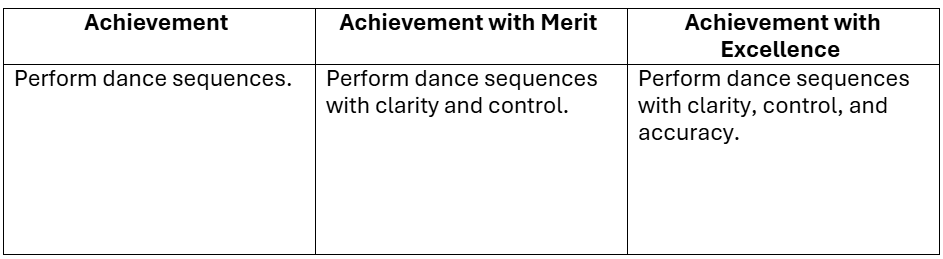 Achievement
Achievement with Merit
Achievement with
Excellence
Perform dance sequences.
Perform dance sequences
with clarity and control.
Perform dance sequences
with clarity, control, and
accuracy.